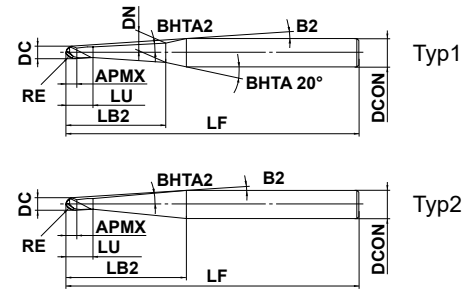 DN
BHTA2
B2
DC
Typ1
RE
APMX
LU
LB2
BHTA 20°
LF
DCON
BHTA2
B2
DC
Typ2
RE
APMX
LU
LB2
LF
DCON